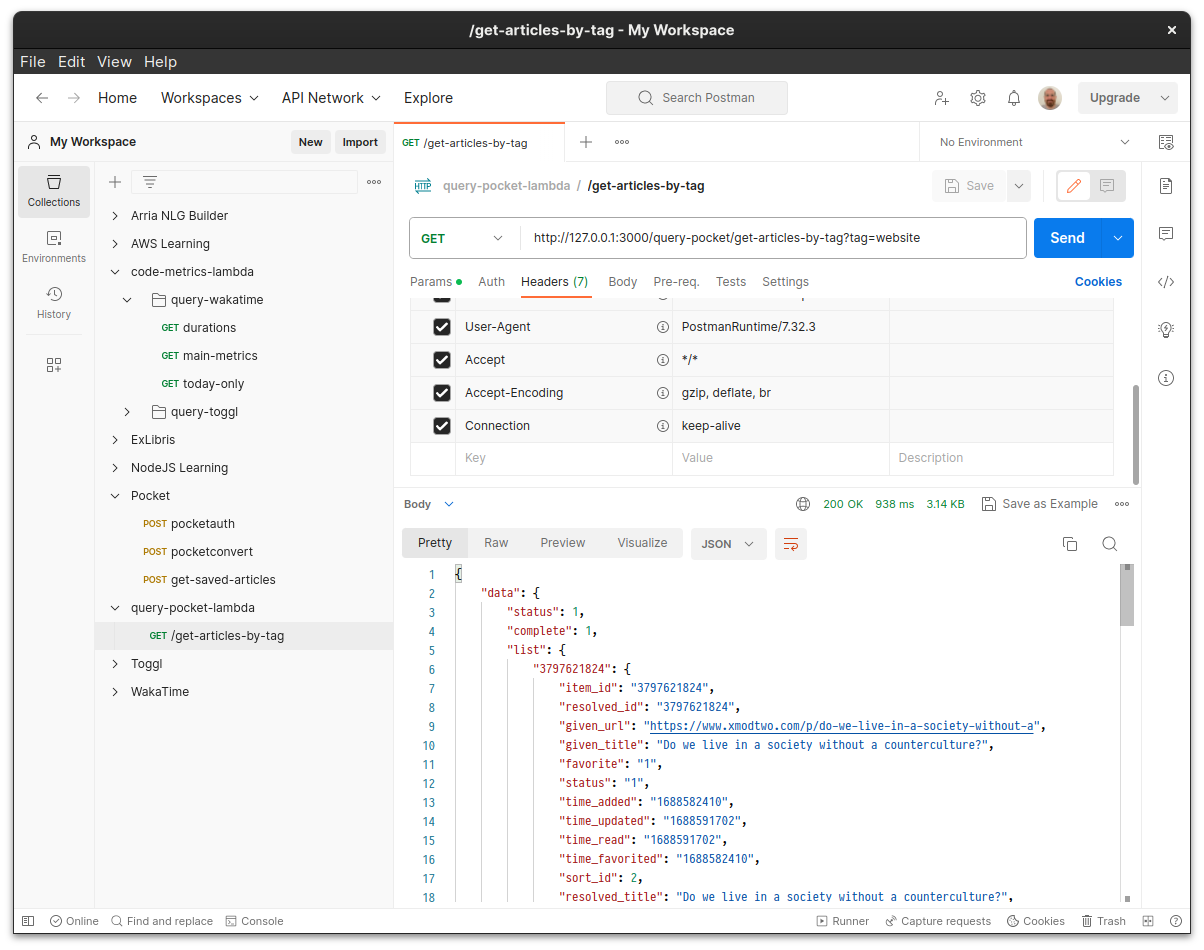 /get-articles-by-tag - My Workspace
File Edit View Help
Home Workspaces API Network Explore Search Postman Upgrade
My Workspace New Import GET /get-articles-by-tag No Environment
Collections
Environments
History
Arria NLG Builder
AWS Learning
code-metrics-lambda
query-wakatime
GET durations
GET main-metrics
GET today-only
query-toggl
ExLibris
NodeJS Learning
Pocket
POST pocketauth
POST pocketconvert
POST get-saved-articles
query-pocket-lambda
GET /get-articles-by-tag
Toggl
WakaTime
HTTP query-pocket-lambda / /get-articles-by-tag Save
GET http://127.0.0.1:3000/query-pocket/get-articles-by-tag?tag=website Send
Params Auth Headers (7) Body Pre-req. Tests Settings Cookies
User-Agent PostmanRuntime/7.32.3
Accept */*
Accept-Encoding gzip, deflate, br
Connection keep-alive
Key Value Description
Body 200 OK 938 ms 3.14 KB Save as Example
Pretty Raw Preview Visualize JSON
1 {
2 "data": {
3 "status": 1,
4 "complete": 1,
5 "list": {
6 "3797621824": {
7 "item_id": "3797621824",
8 "resolved_id": "3797621824",
9 "given_url": "https://www.xmodtwo.com/p/do-we-live-in-a-society-without-a",
10 "given_title": "Do we live in a society without a counterculture?",
11 "favorite": "1",
12 "status": "1",
13 "time_added": "1688582410",
14 "time_updated": "1688591702",
15 "time_read": "1688591702",
16 "time_favorited": "1688582410",
17 "sort_id": 2,
18 "resolved_title": "Do we live in a society without a counterculture?",
Online Find and replace Console Runner Capture requests Cookies Trash